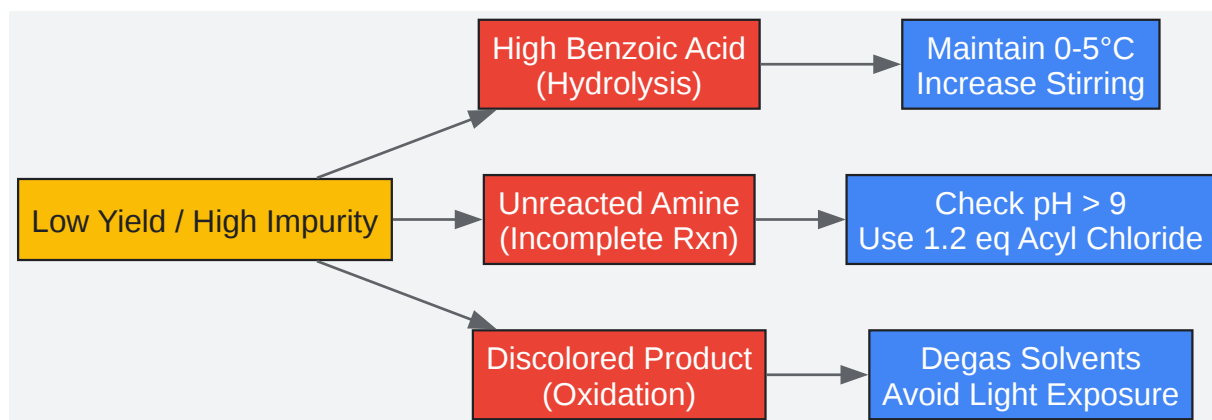 High Benzoic Acid
(Hydrolysis)
Maintain 0-5°C
Increase Stirring
Low Yield / High Impurity
Unreacted Amine
(Incomplete Rxn)
Check pH > 9
Use 1.2 eq Acyl Chloride
Discolored Product
(Oxidation)
Degas Solvents
Avoid Light Exposure